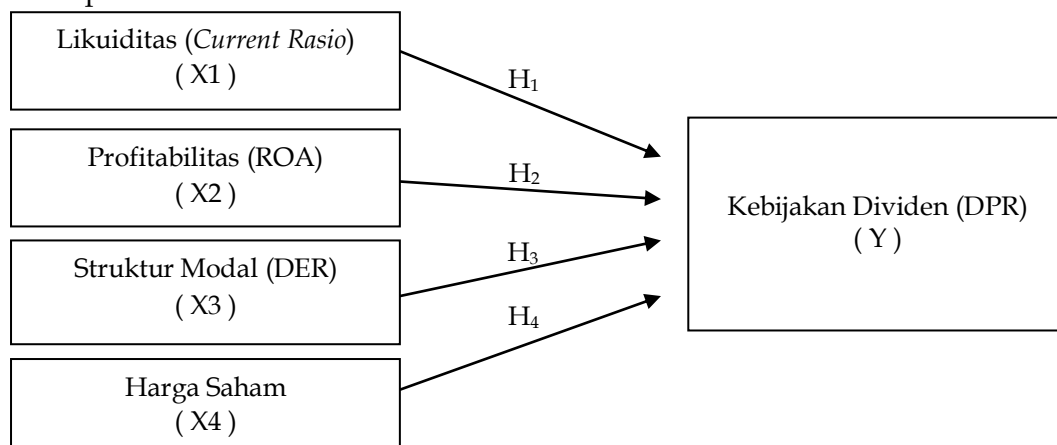 Likuiditas (Current Rasio)
( X1 )
H₁
Profitabilitas (ROA)
( X2 )
H₂
Kebijakan Dividen (DPR)
( Y )
Struktur Modal (DER)
( X3 )
H₃
H₄
Harga Saham
( X4 )